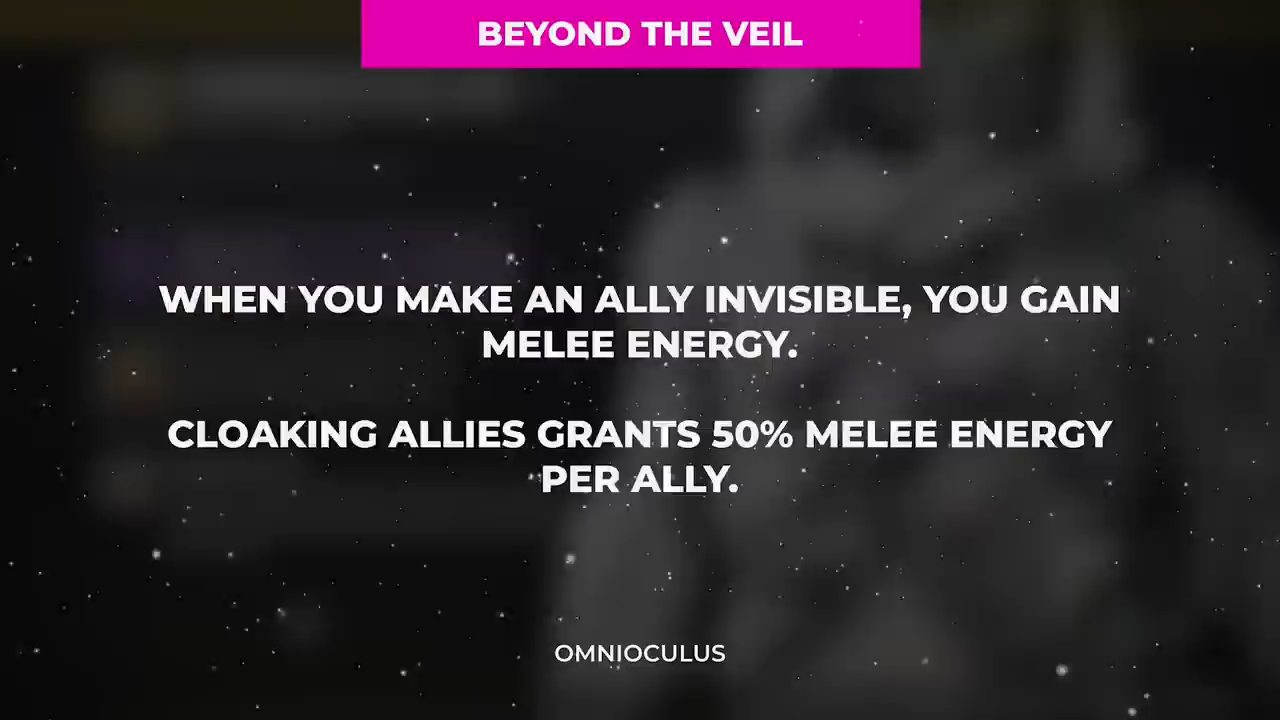 BEYOND THE VEIL
WHEN YOU MAKE AN ALLY INVISIBLE, YOU GAIN
MELEE ENERGY.
CLOAKING ALLIES GRANTS 50% MELEE ENERGY
PER ALLY.
OMNIOCULUS